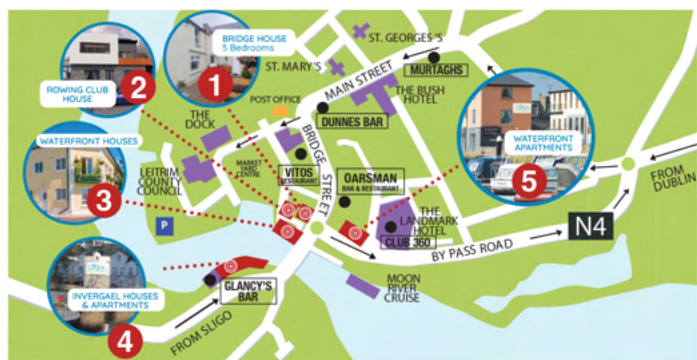 BRIDGE HOUSE
5 Bedrooms
1
2
ROWING CLUB
HOUSE
ST. GEORGES'S
ST. MARY'S
MAIN STREET
MURTAGHS
THE BUSH
HOTEL
POST OFFICE
DUNNES BAR
THE
DOCK
WATERFRONT HOUSES
3
LEITRIM
COUNTY
COUNCIL
MARKET
YARD CENTRE
VITOS
RESTAURANT
BRIDGE STREET
OARSMAN
BAR & RESTAURANT
WATERFRONT
APARTMENTS
5
FROM
DUBLIN
P
THE
LANDMARK
HOTEL
CLUB 360
N4
BY PASS ROAD
MOON
RIVER
CRUISE
GLANCY'S
BAR
INVERGAEL HOUSES
& APARTMENTS
4
FROM SLIGO